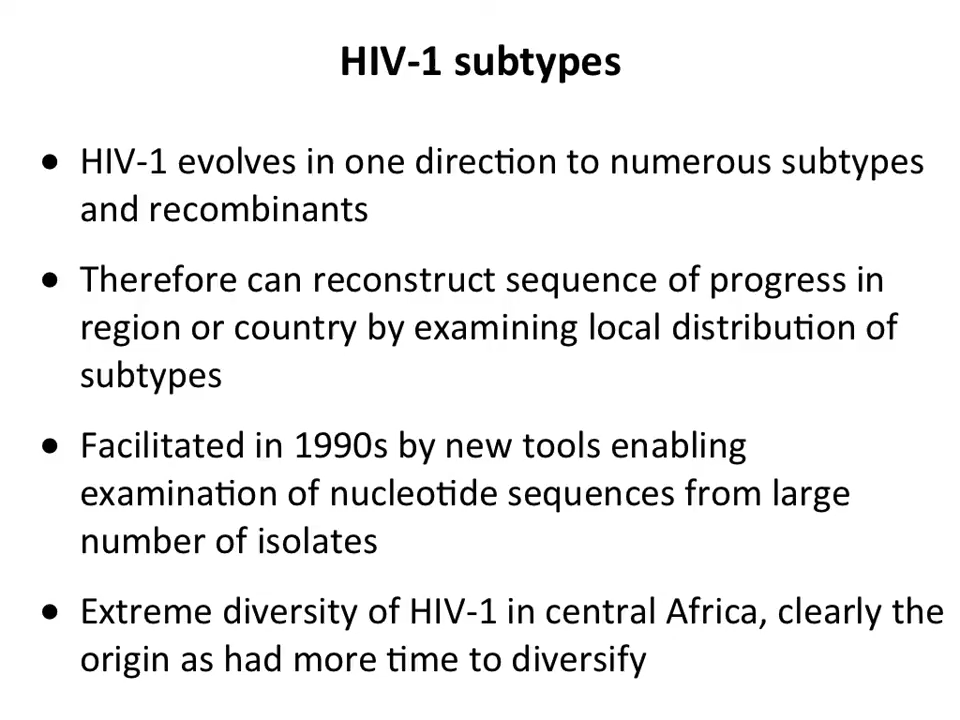 HIV-1 subtypes
● HIV-1 evolves in one direction to numerous subtypes
and recombinants
● Therefore can reconstruct sequence of progress in
region or country by examining local distribution of
subtypes
● Facilitated in 1990s by new tools enabling
examination of nucleotide sequences from large
number of isolates
● Extreme diversity of HIV-1 in central Africa, clearly the
origin as had more time to diversify